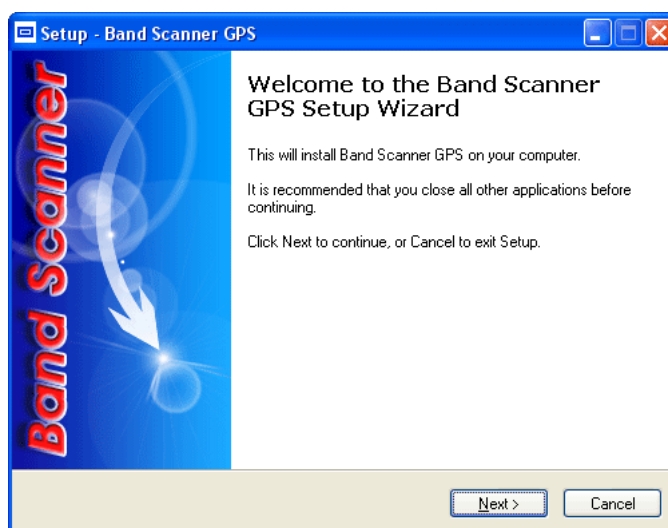 Setup - Band Scanner GPS
Band Scanner
Welcome to the Band Scanner
GPS Setup Wizard
This will install Band Scanner GPS on your computer.
It is recommended that you close all other applications before
continuing.
Click Next to continue, or Cancel to exit Setup.
Next >
Cancel